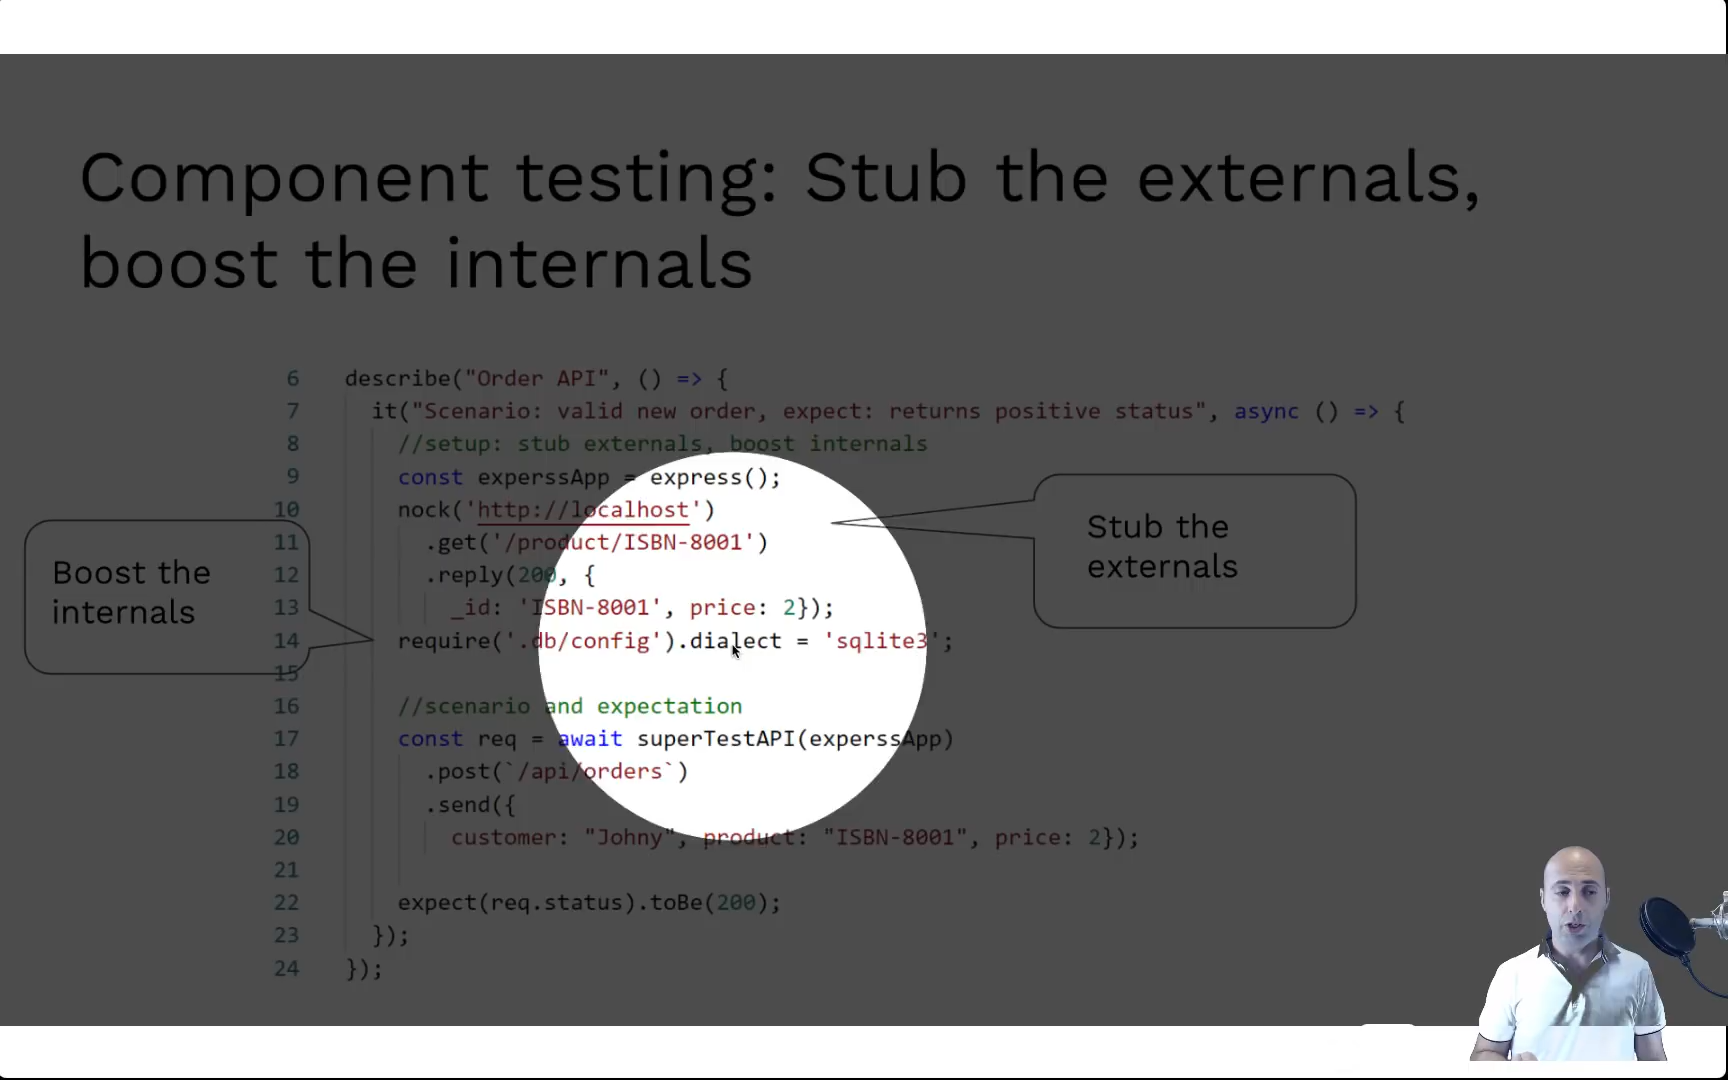 Component testing: Stub the externals,
boost the internals
6 describe("Order API", () => {
7 it("Scenario: valid new order, expect: returns positive status", async () => {
8 //setup: stub externals, boost internals
9 const experssApp = express();
10 nock('http://localhost')
11 .get('/product/ISBN-8001')
12 .reply(200, {
13 _id: 'ISBN-8001', price: 2});
14 require('.db/config').dialect = 'sqlite3';
15
16 //scenario and expectation
17 const req = await superTestAPI(experssApp)
18 .post(`/api/orders`)
19 .send({
20 customer: "Johny", product: "ISBN-8001", price: 2});
21
22 expect(req.status).toBe(200);
23 });
24 });
Boost the
internals
Stub the
externals